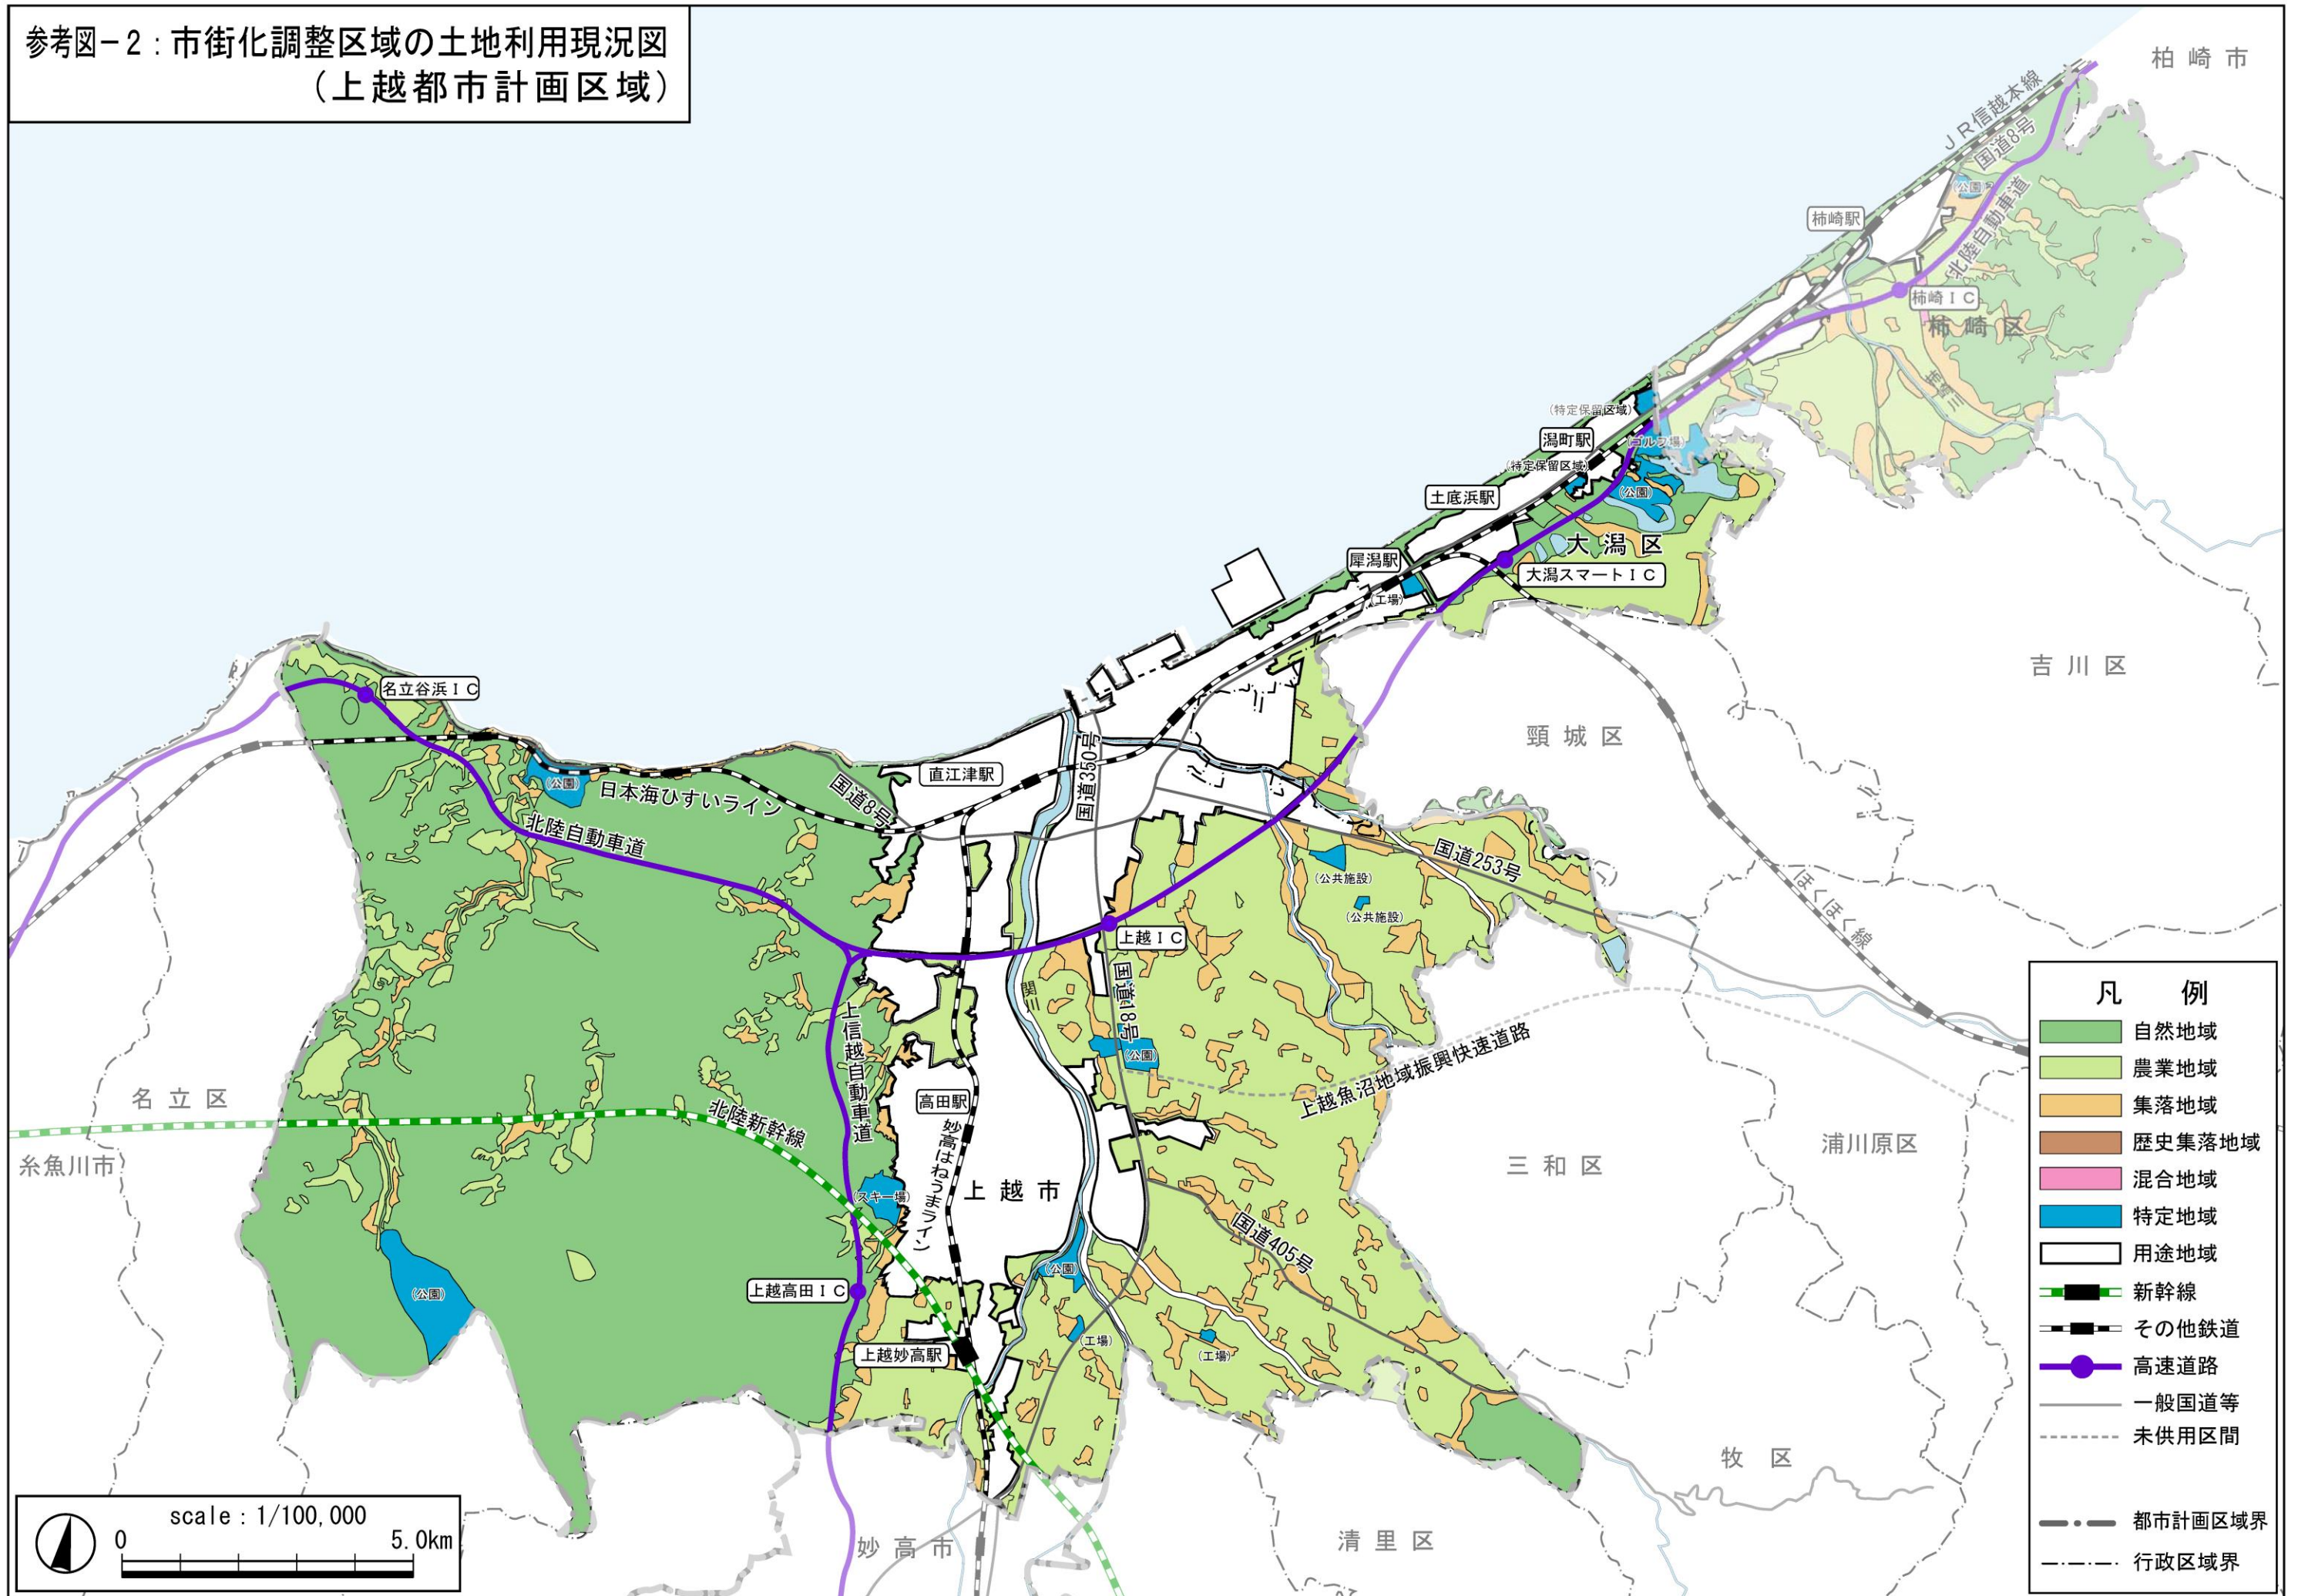 参考図-2:市街化調整区域の土地利用現況図
(上越都市計画区域)
柏崎市
JR信越本線
国道8号
(公園)
北陸自動車道
柿崎駅
柿崎IC
柿崎区
柿崎川
(特定保留区域)
潟町駅
(ゴルフ場)
(特定保留区域)
(公園)
土底浜駅
大潟区
犀潟駅
大潟スマートIC
(工場)
吉川区
頸城区
名立谷浜IC
(公園)
日本海ひすいライン
国道8号
直江津駅
国道350号
北陸自動車道
国道253号
(公共施設)
(公共施設)
ほくほく線
上越IC
関川
国道18号
上信越自動車道
(公園)
上越魚沼地域振興快速道路
名立区
北陸新幹線
高田駅
妙高はねうまライン
糸魚川市
三和区
浦川原区
(スキー場)
上越市
国道405号
(公園)
(公園)
上越高田IC
(工場)
(工場)
上越妙高駅
牧区
清里区
妙高市
scale:1/100,000
0 5.0km
凡例
自然地域
農業地域
集落地域
歴史集落地域
混合地域
特定地域
用途地域
新幹線
その他鉄道
高速道路
一般国道等
未供用区間
都市計画区域界
行政区域界